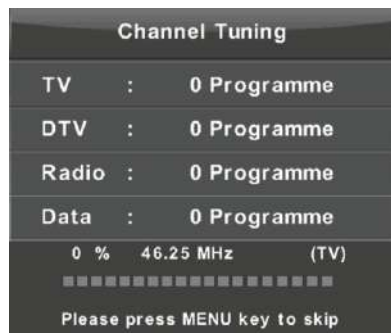 Channel Tuning
TV : 0 Programme
DTV : 0 Programme
Radio : 0 Programme
Data : 0 Programme
0 % 46.25 MHz (TV)
Please press MENU key to skip